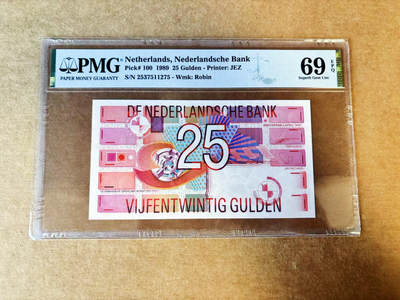 PMG
PAPER MONEY GUARANTY
Netherlands, Nederlandsche Bank
Pick# 100 1989 25 Gulden - Printer: JEZ
S/N 2537511275 - Wmk: Robin
69 EPQ
Superb Gem Unc
DE NEDERLANDSCHE BANK
25
VIJFENTWINTIG GULDEN